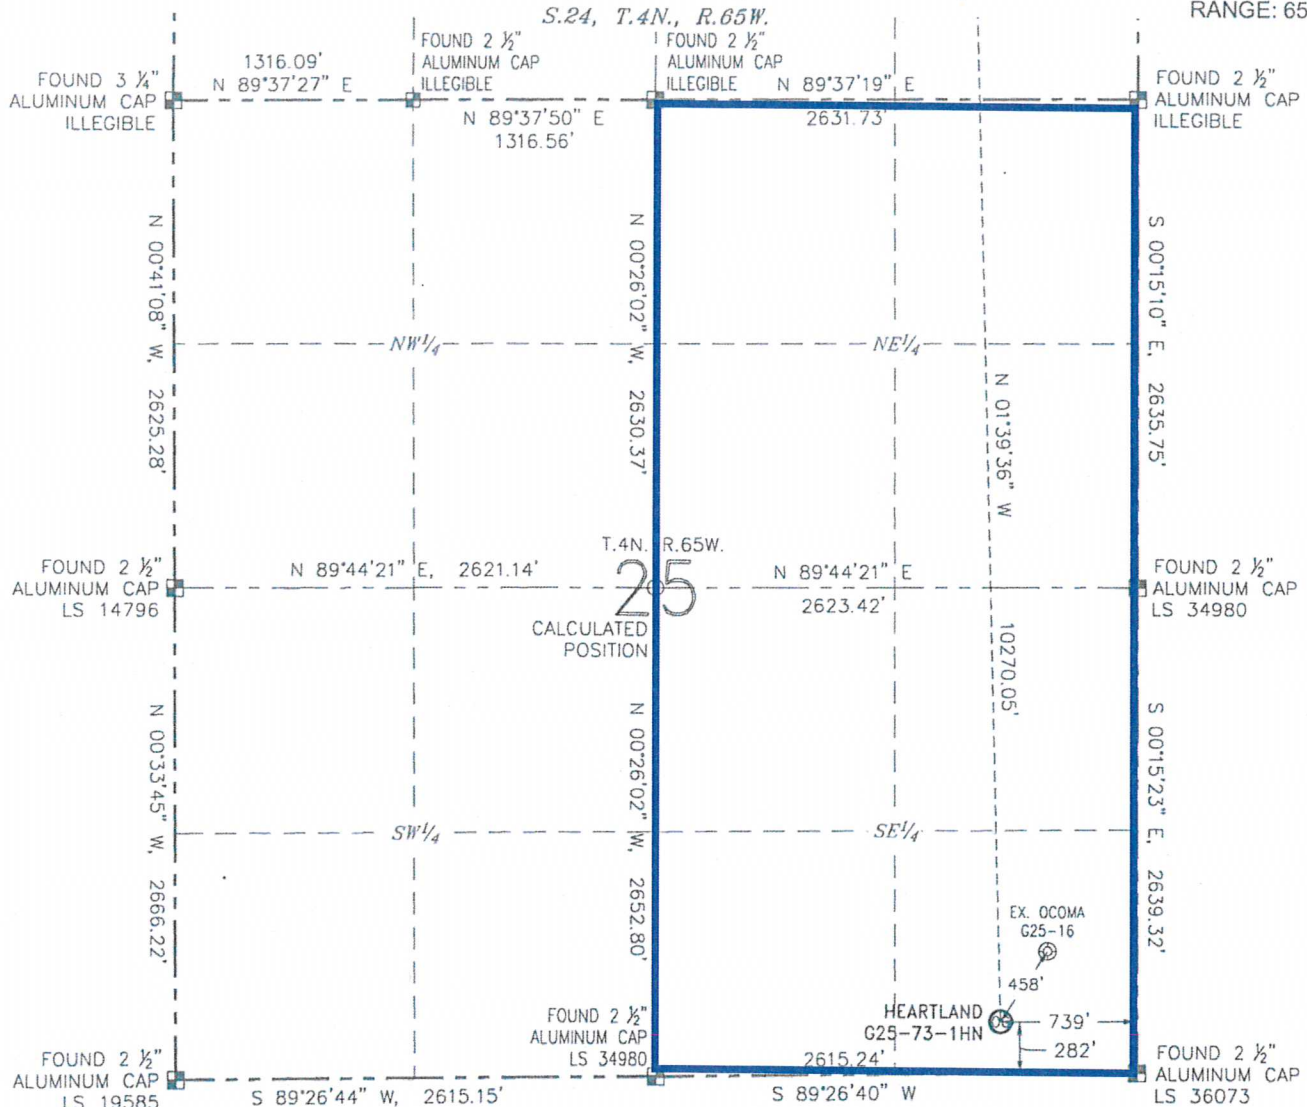 S.24, T.4N., R.65W.
RANGE: 65
FOUND 3 ¼"
ALUMINUM CAP
ILLEGIBLE
1316.09'
N 89°37'27" E
FOUND 2 ½"
ALUMINUM CAP
ILLEGIBLE
N 89°37'50" E
1316.56'
FOUND 2 ½"
ALUMINUM CAP
ILLEGIBLE
N 89°37'19" E
2631.73'
FOUND 2 ½"
ALUMINUM CAP
ILLEGIBLE
N 00°41'08" W, 2625.28'
N 00°26'02" W, 2630.37'
S 00°15'10" E, 2635.75'
NW¼
NE¼
N 01°39'36" W
10270.05'
FOUND 2 ½"
ALUMINUM CAP
LS 14796
N 89°44'21" E, 2621.14'
T.4N. R.65W.
25
CALCULATED
POSITION
N 89°44'21" E
2623.42'
FOUND 2 ½"
ALUMINUM CAP
LS 34980
N 00°33'45" W, 2666.22'
N 00°26'02" W, 2652.80'
S 00°15'23" E, 2639.32'
SW¼
SE¼
EX. OCOMA
G25-16
458'
HEARTLAND
G25-73-1HN
739'
282'
FOUND 2 ½"
ALUMINUM CAP
LS 19585
S 89°26'44" W, 2615.15'
FOUND 2 ½"
ALUMINUM CAP
LS 34980
2615.24'
S 89°26'40" W
FOUND 2 ½"
ALUMINUM CAP
LS 36073